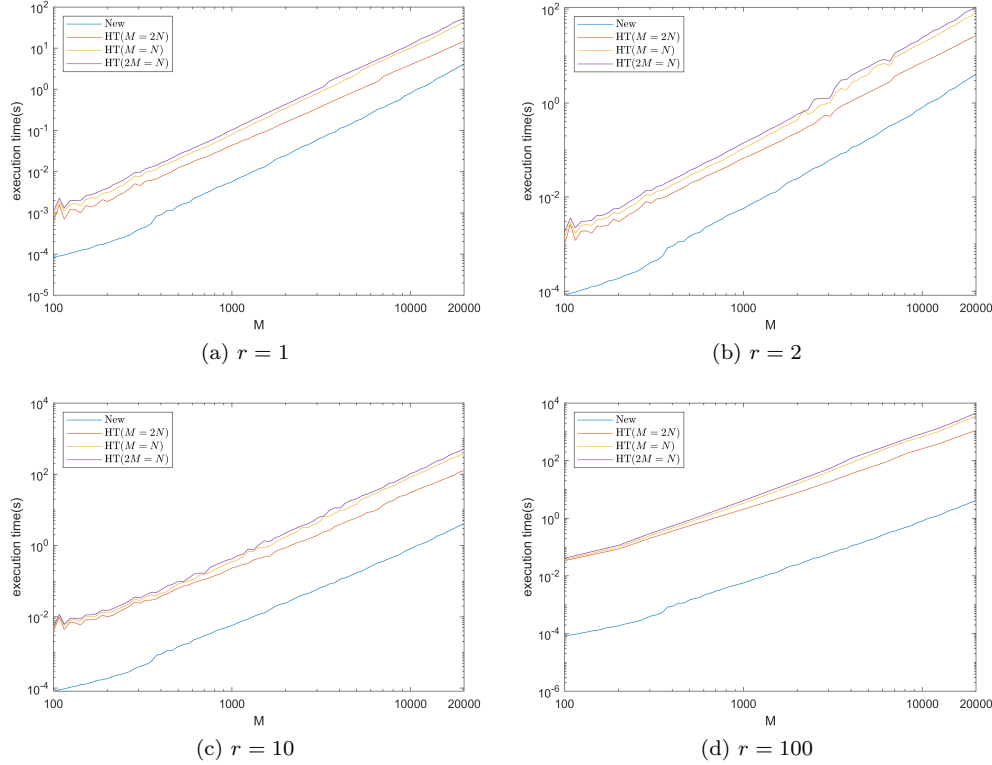 10^2
10^1
10^0
10^-1
10^-2
10^-3
10^-4
10^-5
execution time(s)
New
HT(M = 2N)
HT(M = N)
HT(2M = N)
100
1000
10000
20000
M
(a) r = 1
10^2
10^0
10^-2
10^-4
execution time(s)
New
HT(M = 2N)
HT(M = N)
HT(2M = N)
100
1000
10000
20000
M
(b) r = 2
10^4
10^2
10^0
10^-2
10^-4
execution time(s)
New
HT(M = 2N)
HT(M = N)
HT(2M = N)
100
1000
10000
20000
M
(c) r = 10
10^4
10^2
10^0
10^-2
10^-4
10^-6
execution time(s)
New
HT(M = 2N)
HT(M = N)
HT(2M = N)
100
1000
10000
20000
M
(d) r = 100